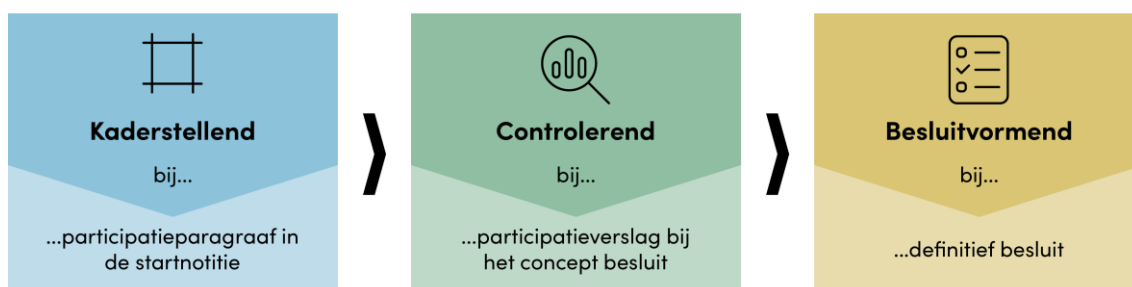 Kaderstellend
bij...
...participatieparagraaf in
de startnotitie
Controlerend
bij...
...participatieverslag bij
het concept besluit
Besluitvormend
bij...
...definitief besluit